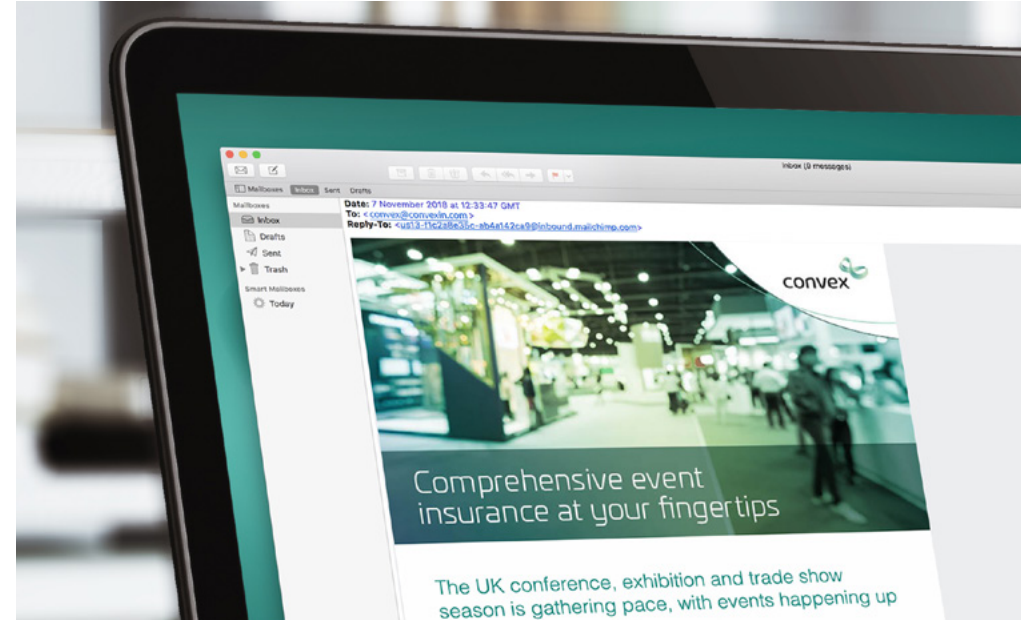 Inbox (0 messages)
Mailboxes Inbox Sent Drafts
Mailboxes
Inbox
Drafts
Sent
Trash
Smart Mailboxes
Today
Date: 7 November 2018 at 12:33:47 GMT
To: <convex@convexin.com>
Reply-To: <us13-f1c2a8e35c-ab4a142ca9@inbound.mailchimp.com>
convex
Comprehensive event
insurance at your fingertips
The UK conference, exhibition and trade show
season is gathering pace, with events happening up